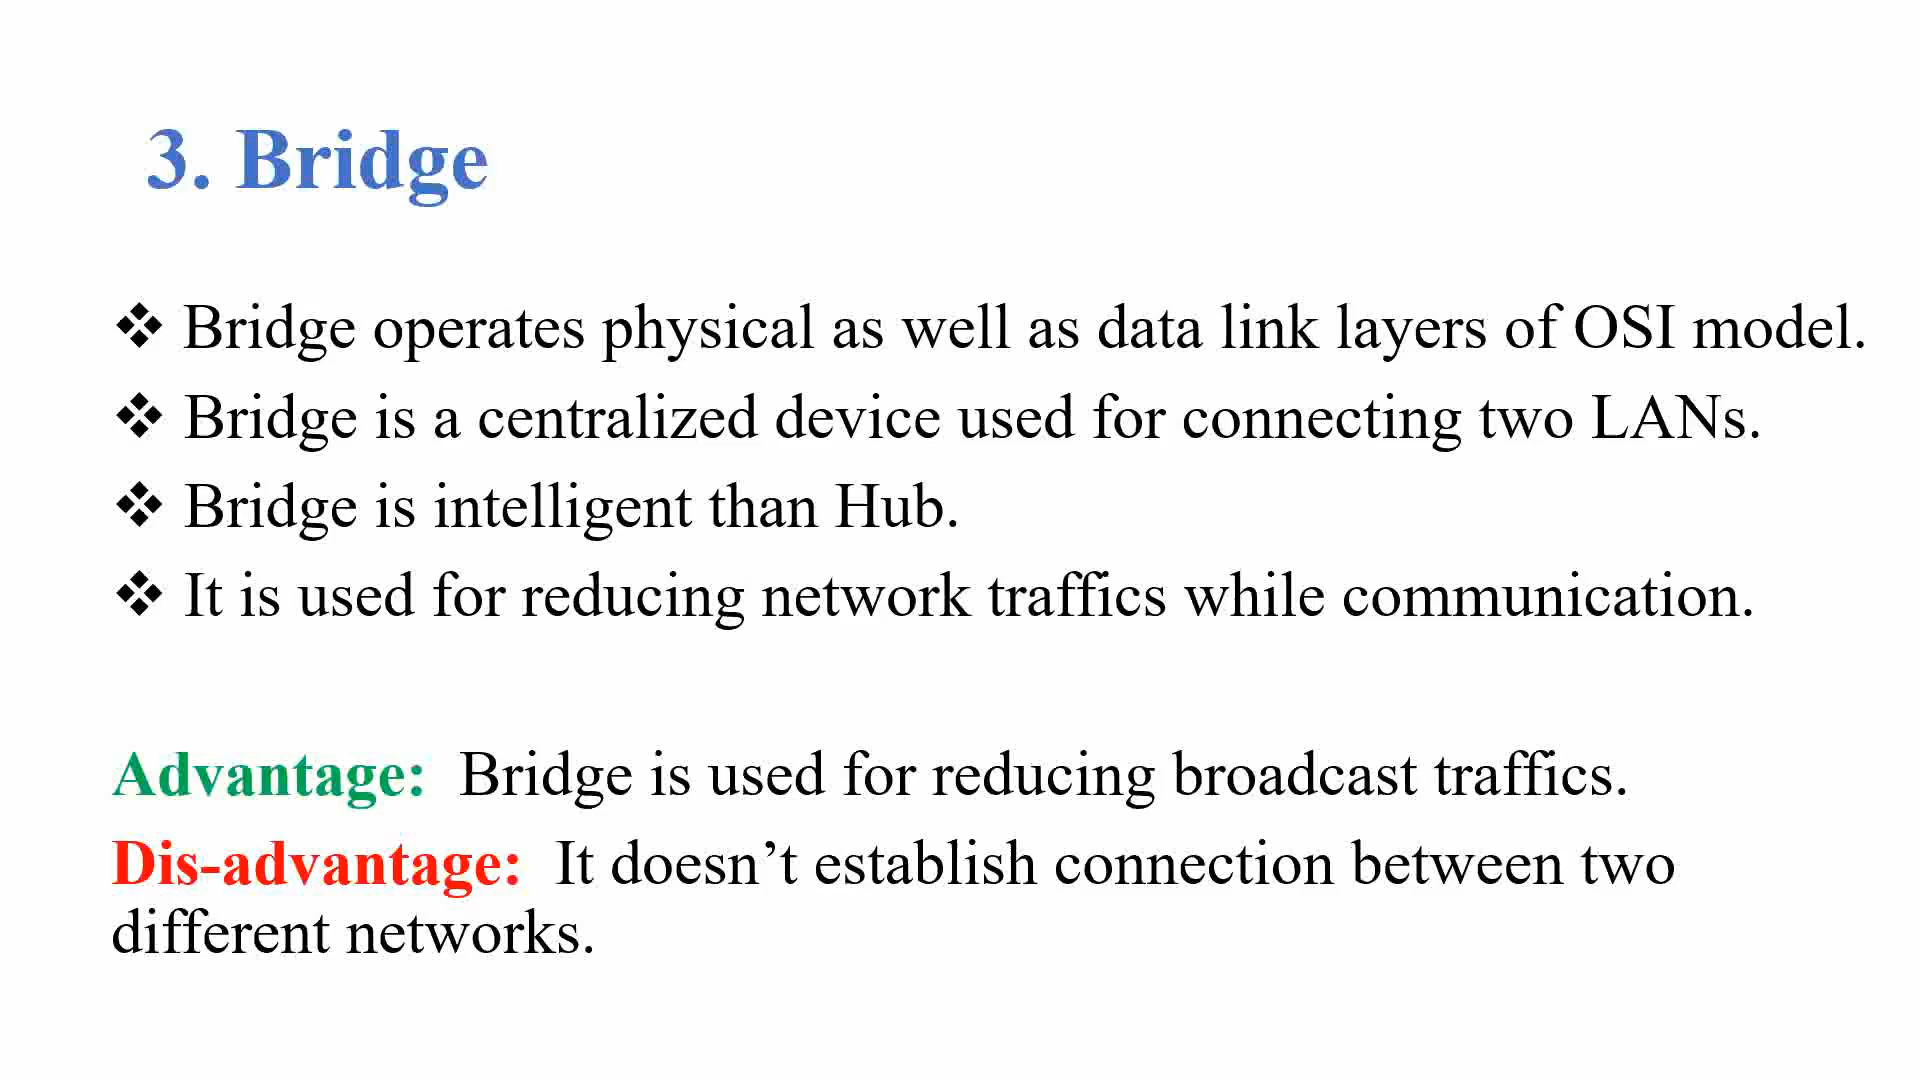 3. Bridge
❖ Bridge operates physical as well as data link layers of OSI model.
❖ Bridge is a centralized device used for connecting two LANs.
❖ Bridge is intelligent than Hub.
❖ It is used for reducing network traffics while communication.
Advantage: Bridge is used for reducing broadcast traffics.
Dis-advantage: It doesn’t establish connection between two
different networks.